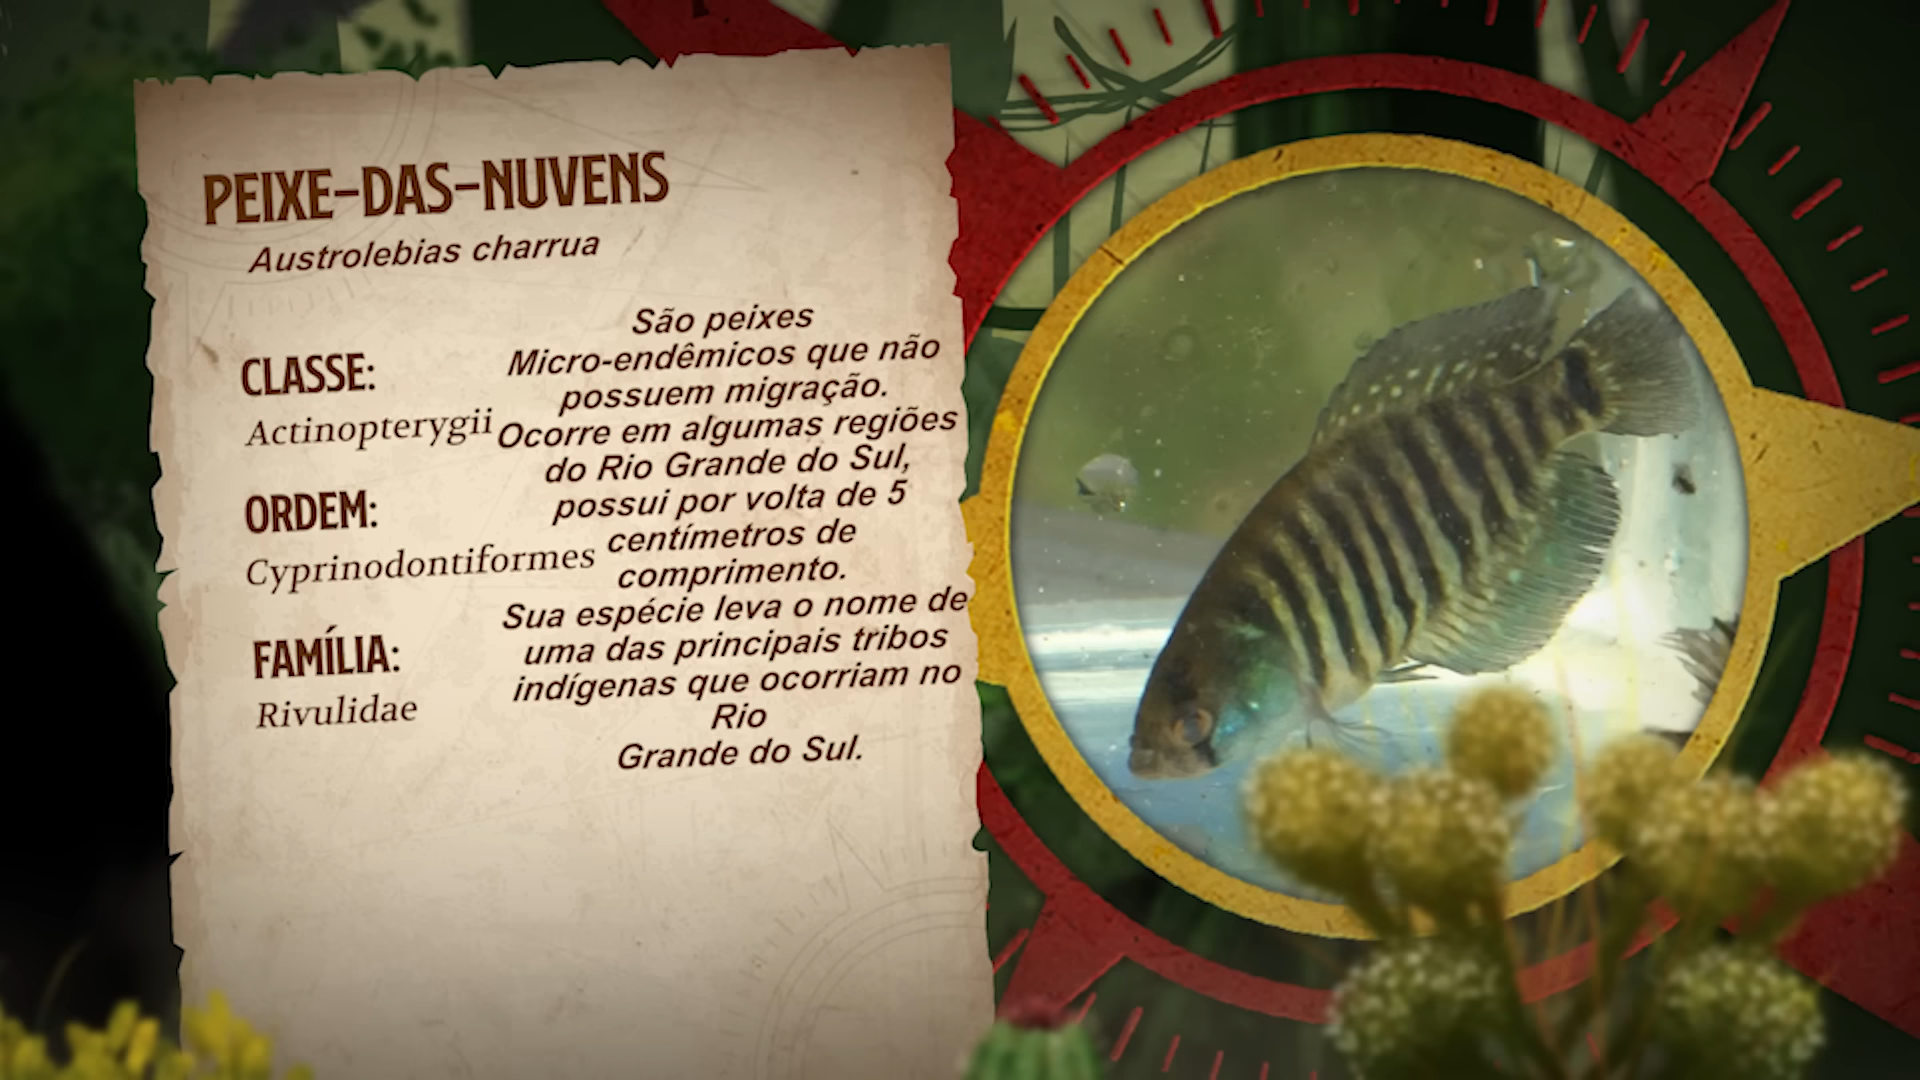 PEIXE-DAS-NUVENS
Austrolebias charrua
CLASSE:
Actinopterygii
ORDEM:
Cyprinodontiformes
FAMÍLIA:
Rivulidae
São peixes
Micro-endêmicos que não
possuem migração.
Ocorre em algumas regiões
do Rio Grande do Sul,
possui por volta de 5
centímetros de
comprimento.
Sua espécie leva o nome de
uma das principais tribos
indígenas que ocorriam no
Rio
Grande do Sul.